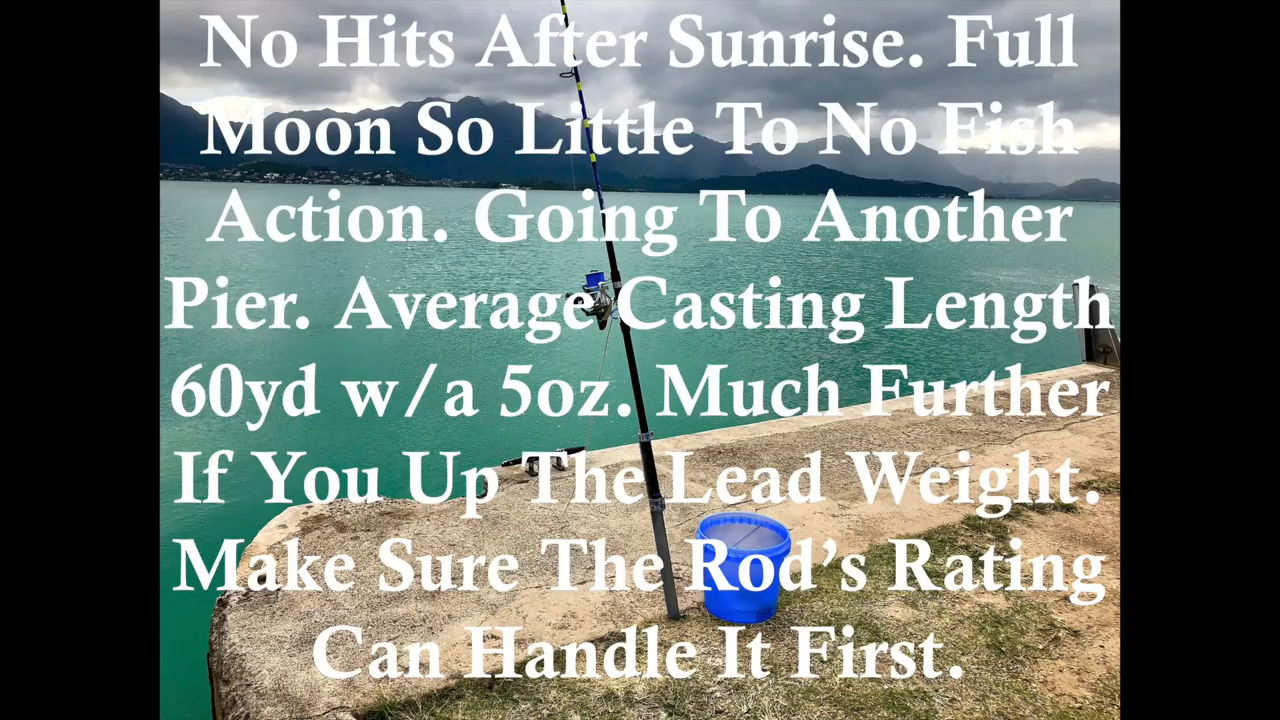 No Hits After Sunrise. Full
Moon So Little To No Fish
Action. Going To Another
Pier. Average Casting Length
60yd w/a 5oz. Much Further
If You Up The Lead Weight.
Make Sure The Rod’s Rating
Can Handle It First.